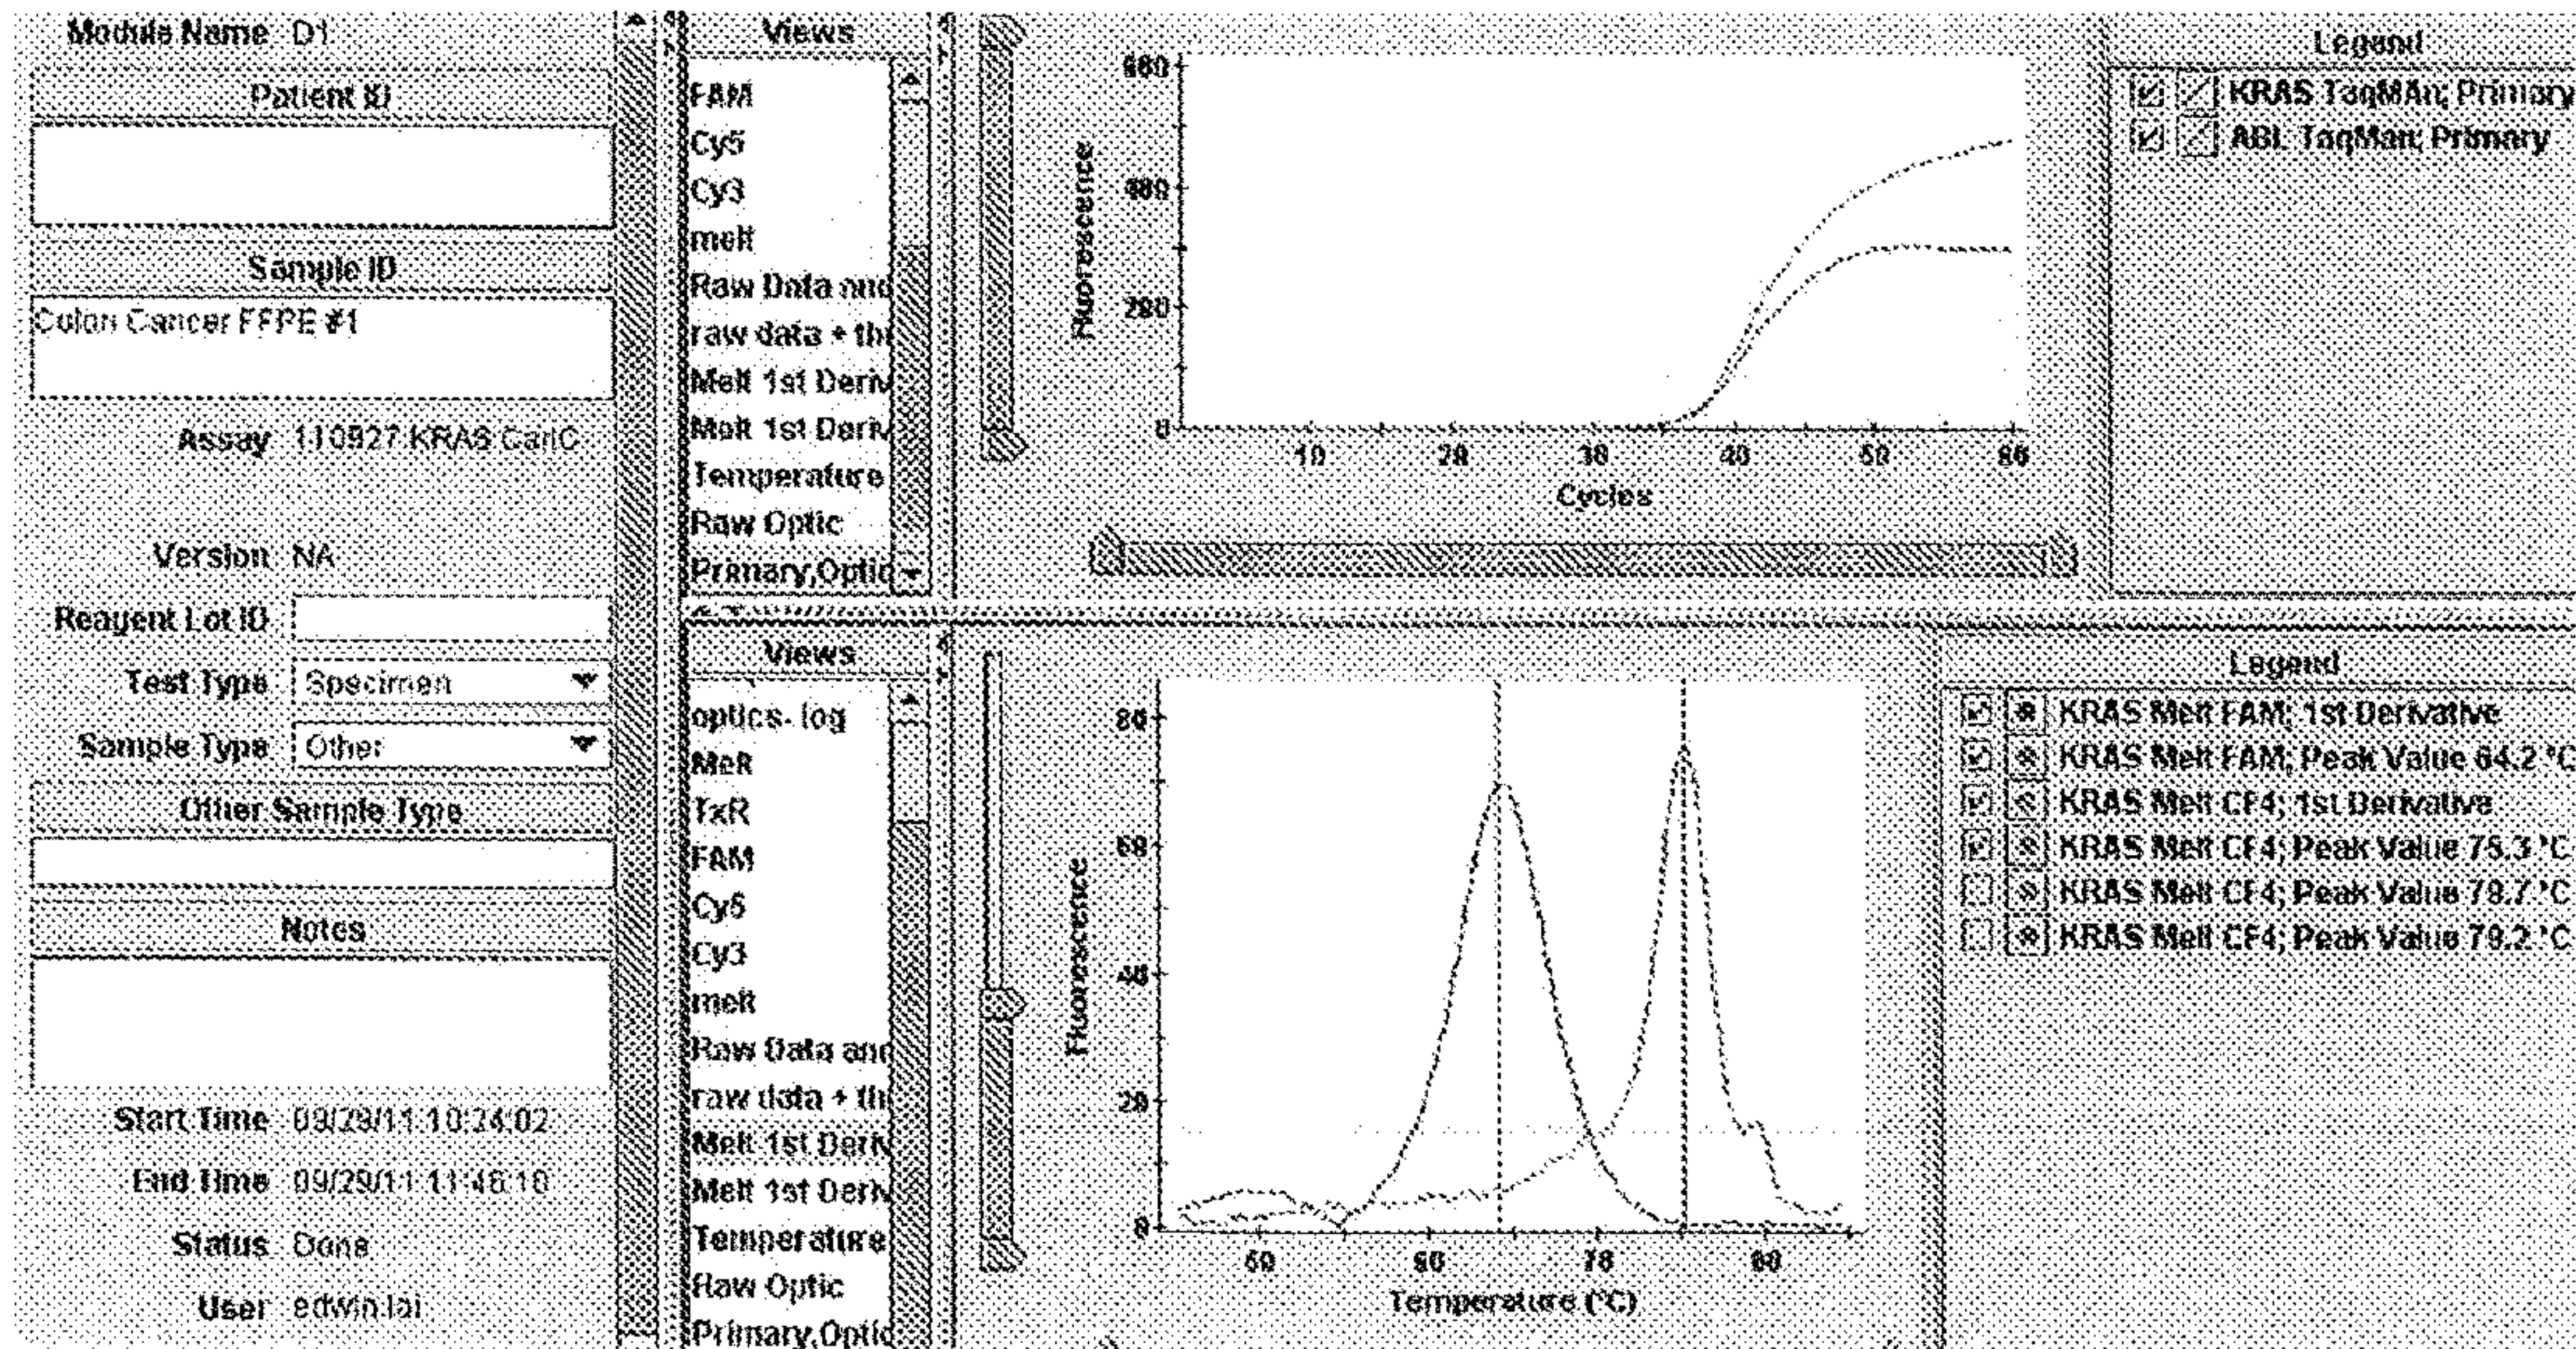 Module Name D1
Patient ID
Sample ID
Colon Cancer FFPE #1
Assay 110927 KRAS CarlC
Version NA
Reagent Lot ID
Test Type Specimen
Sample Type Other
Other Sample Type
Notes
Start Time 09/29/11 10:24:02
End Time 09/29/11 11:46:10
Status Done
User edwin.lai
Views
FAM
Cy5
Cy3
melt
Raw Data and
raw data + th
Melt 1st Deriv
Melt 1st Deriv
Temperature
Raw Optic
Primary,Optic
Fluorescence
0
10
20
30
40
50
60
Cycles
Legend
KRAS TaqMAn; Primary
ABL TaqMan; Primary
Views
optics- log
Melt
TxR
FAM
Cy5
Cy3
melt
Raw Data and
raw data + th
Melt 1st Deriv
Melt 1st Deriv
Temperature
Raw Optic
Primary,Optic
Fluorescence
80
60
40
20
0
50
60
70
80
Temperature (°C)
Legend
KRAS Melt FAM; 1st Derivative
KRAS Melt FAM; Peak Value 64.2 °C
KRAS Melt CF4; 1st Derivative
KRAS Melt CF4; Peak Value 75.3 °C
KRAS Melt CF4; Peak Value 79.7 °C
KRAS Melt CF4; Peak Value 79.2 °C